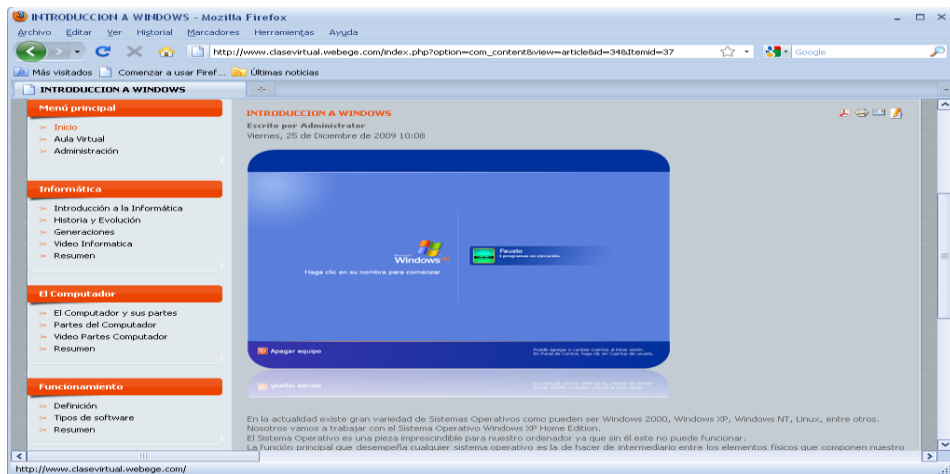 INTRODUCCION A WINDOWS - Mozilla Firefox
Archivo Editar Ver Historial Marcadores Herramientas Ayuda
http://www.clasevirtual.webege.com/index.php?option=com_content&view=article&id=34&Itemid=37
Google
Más visitados Comenzar a usar Firef... Últimas noticias
INTRODUCCION A WINDOWS
Menú principal
Inicio
Aula Virtual
Administración
Informática
Introducción a la Informática
Historia y Evolución
Generaciones
Video Informatica
Resumen
El Computador
El Computador y sus partes
Partes del Computador
Video Partes Computador
Resumen
Funcionamiento
Definición
Tipos de software
Resumen
INTRODUCCION A WINDOWS
Escrito por Administrator
Viernes, 25 de Diciembre de 2009 10:08
Windows
Haga clic en su nombre para comenzar
Fausto
5 programas en ejecución.
Apagar equipo
En la actualidad existe gran variedad de Sistemas Operativos como pueden ser Windows 2000, Windows XP, Windows NT, Linux, entre otros.
Nosotros vamos a trabajar con el Sistema Operativo Windows XP Home Edition.
El Sistema Operativo es una pieza imprescindible para nuestro ordenador ya que sin él este no puede funcionar.
La función principal que desempeña cualquier sistema operativo es la de hacer de intermediario entre los elementos físicos que componen nuestro
http://www.clasevirtual.webege.com/